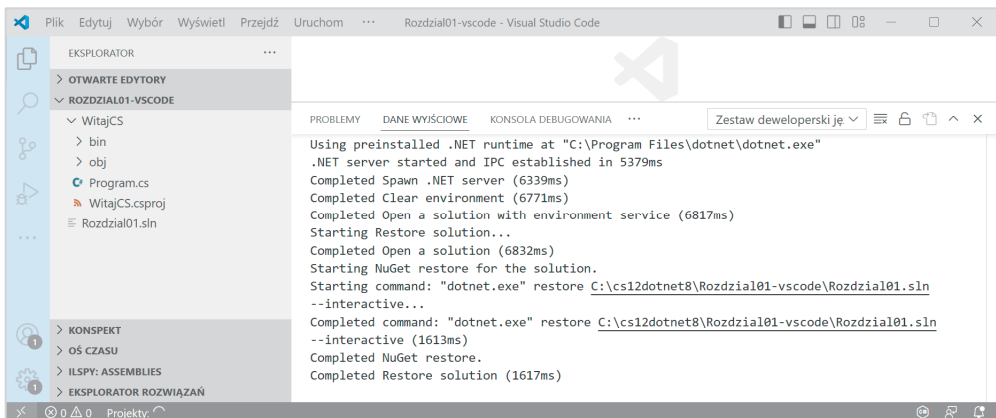 Plik Edytuj Wybór Wyświetl Przejdź Uruchom ··· Rozdzial01-vscode - Visual Studio Code
EKSPLORATOR ···
OTWARTE EDYTORY
ROZDZIAL01-VSCODE
WitajCS
bin
obj
Program.cs
WitajCS.csproj
Rozdzial01.sln
KONSPEKT
OŚ CZASU
ILSPY: ASSEMBLIES
EKSPLORATOR ROZWIĄZAŃ
1
1
PROBLEMY DANE WYJŚCIOWE KONSOLA DEBUGOWANIA ··· Zestaw deweloperski ję
Using preinstalled .NET runtime at "C:\Program Files\dotnet\dotnet.exe"
.NET server started and IPC established in 5379ms
Completed Spawn .NET server (6339ms)
Completed Clear environment (6771ms)
Completed Open a solution with environment service (6817ms)
Starting Restore solution...
Completed Open a solution (6832ms)
Starting NuGet restore for the solution.
Starting command: "dotnet.exe" restore C:\cs12dotnet8\Rozdzial01-vscode\Rozdzial01.sln
--interactive...
Completed command: "dotnet.exe" restore C:\cs12dotnet8\Rozdzial01-vscode\Rozdzial01.sln
--interactive (1613ms)
Completed NuGet restore.
Completed Restore solution (1617ms)
0 0 Projekty: